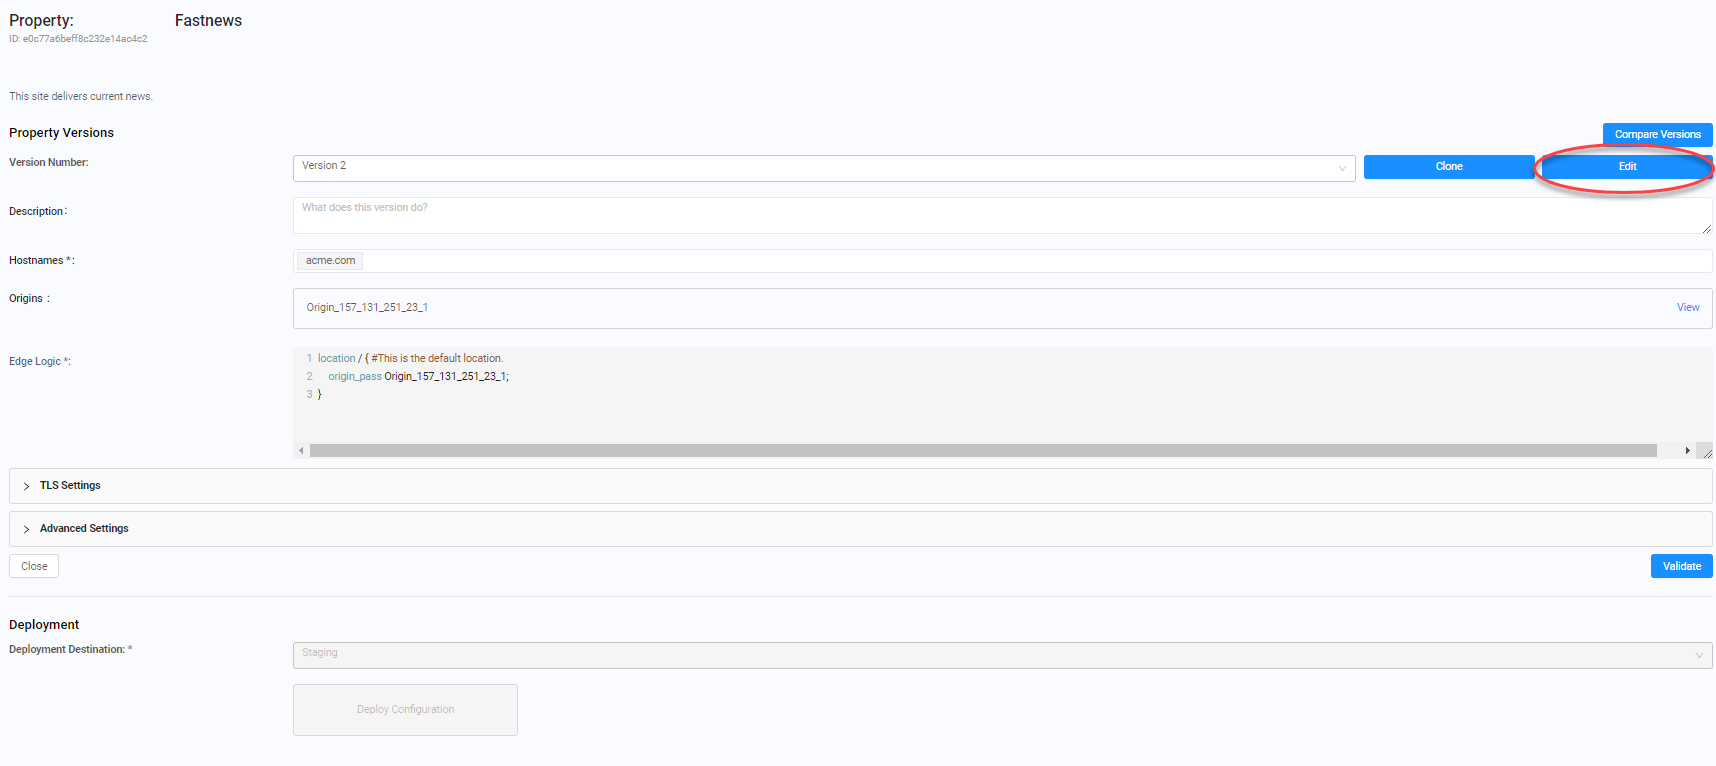 Property: Fastnews
ID: e0c77a6beff8c232e14ac4c2
This site delivers current news.
Property Versions
Compare Versions
Version Number: Version 2 Clone Edit
Description: What does this version do?
Hostnames *: acme.com
Origins : Origin_157_131_251_23_1 View
Edge Logic *: 1 location / { #This is the default location.
2 origin_pass Origin_157_131_251_23_1;
3 }
TLS Settings
Advanced Settings
Close Validate
Deployment
Deployment Destination: * Staging
Deploy Configuration